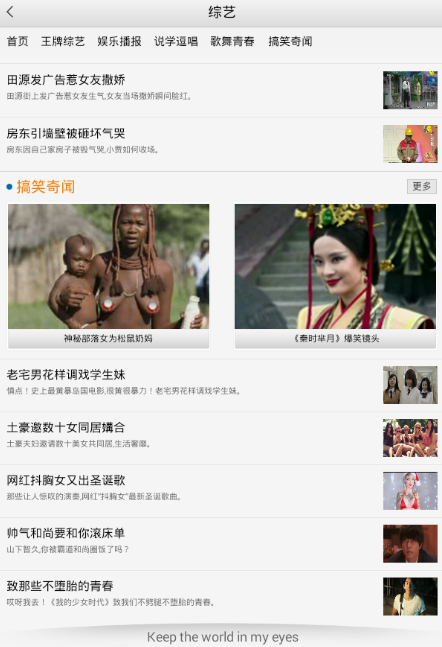 综艺
首页 王牌综艺 娱乐播报 说学逗唱 歌舞青春 搞笑奇闻
田源发广告惹女友撒娇
田源街上发广告惹女友生气,女友当场撒娇瞬间脸红。
房东引墙壁被砸坏气哭
房东因自己家房子被毁气哭,小贾如何收场。
搞笑奇闻
更多
神秘部落女为松鼠奶妈
《秦时芈月》爆笑镜头
老宅男花样调戏学生妹
慎点！史上最黄暴岛国电影,很黄很暴力！老宅男花样调戏学生妹。
土豪邀数十女同居媾合
土豪夫妇邀请数十美女共同居,生活奢靡。
网红抖胸女又出圣诞歌
那些让人惊叹的演奏,网红"抖胸女"最新圣诞歌曲。
帅气和尚要和你滚床单
山下智久,你被霸道和尚圈饭了吗？
致那些不堕胎的青春
哎呀我去！《我的少女时代》致我们不劈腿不堕胎的青春。
Keep the world in my eyes